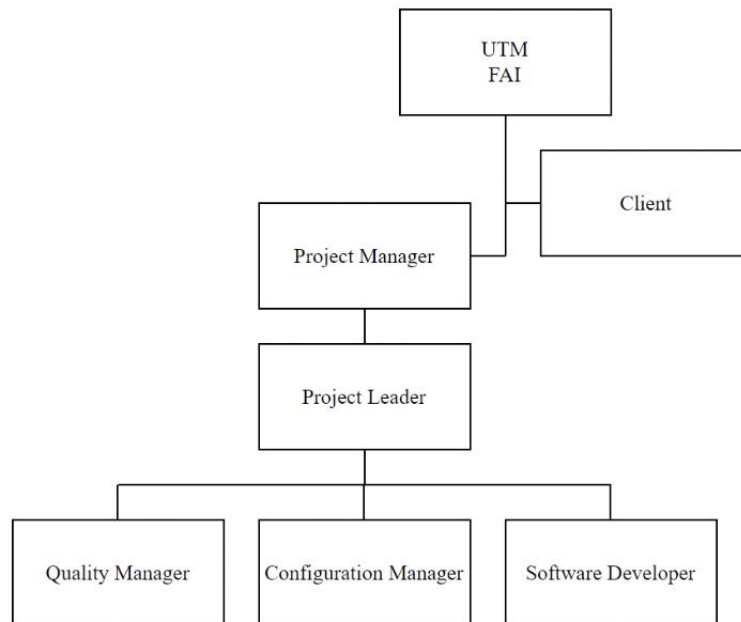 UTM
FAI
Client
Project Manager
Project Leader
Quality Manager
Configuration Manager
Software Developer